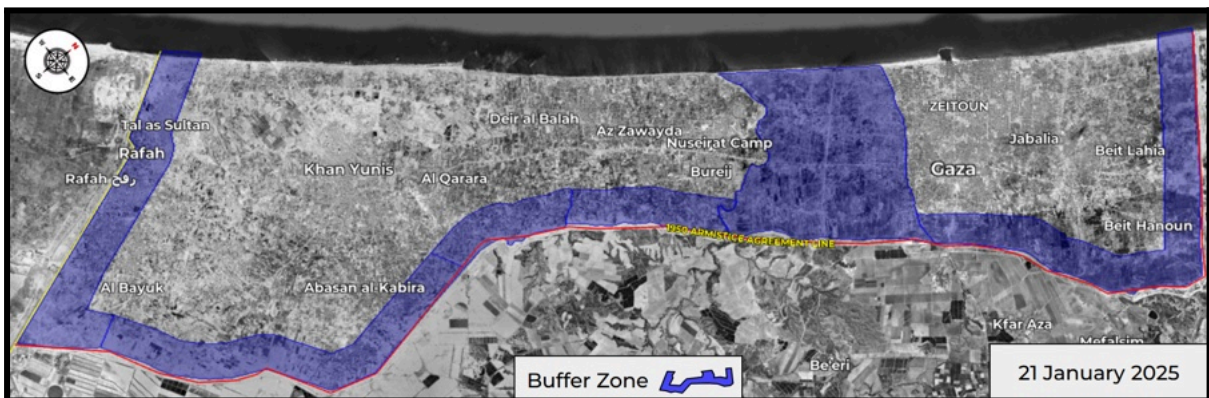 N
S
Tal as Sultan
Rafah
Rafah رفح
Khan Yunis
Deir al Balah
Az Zawayda
Nuseirat Camp
Al Qarara
Bureij
ZEITOUN
Jabalia
Beit Lahia
Gaza
Beit Hanoun
1950 ARMISTICE AGREEMENT LINE
Al Bayuk
Abasan al-Kabira
Kfar Aza
Mefalsim
Be'eri
Buffer Zone
21 January 2025